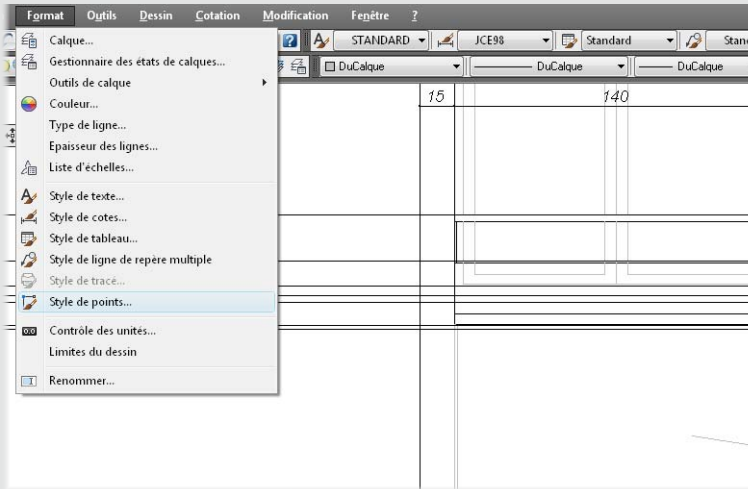 Format Outils Dessin Cotation Modification Fenêtre ?
STANDARD JCE98 Standard
DuCalque DuCalque DuCalque
Calque...
Gestionnaire des états de calques...
Outils de calque
Couleur...
Type de ligne...
Epaisseur des lignes...
Liste d'échelles...
Style de texte...
Style de cotes...
Style de tableau...
Style de ligne de repère multiple
Style de tracé...
Style de points...
Contrôle des unités...
Limites du dessin
Renommer...
15 140